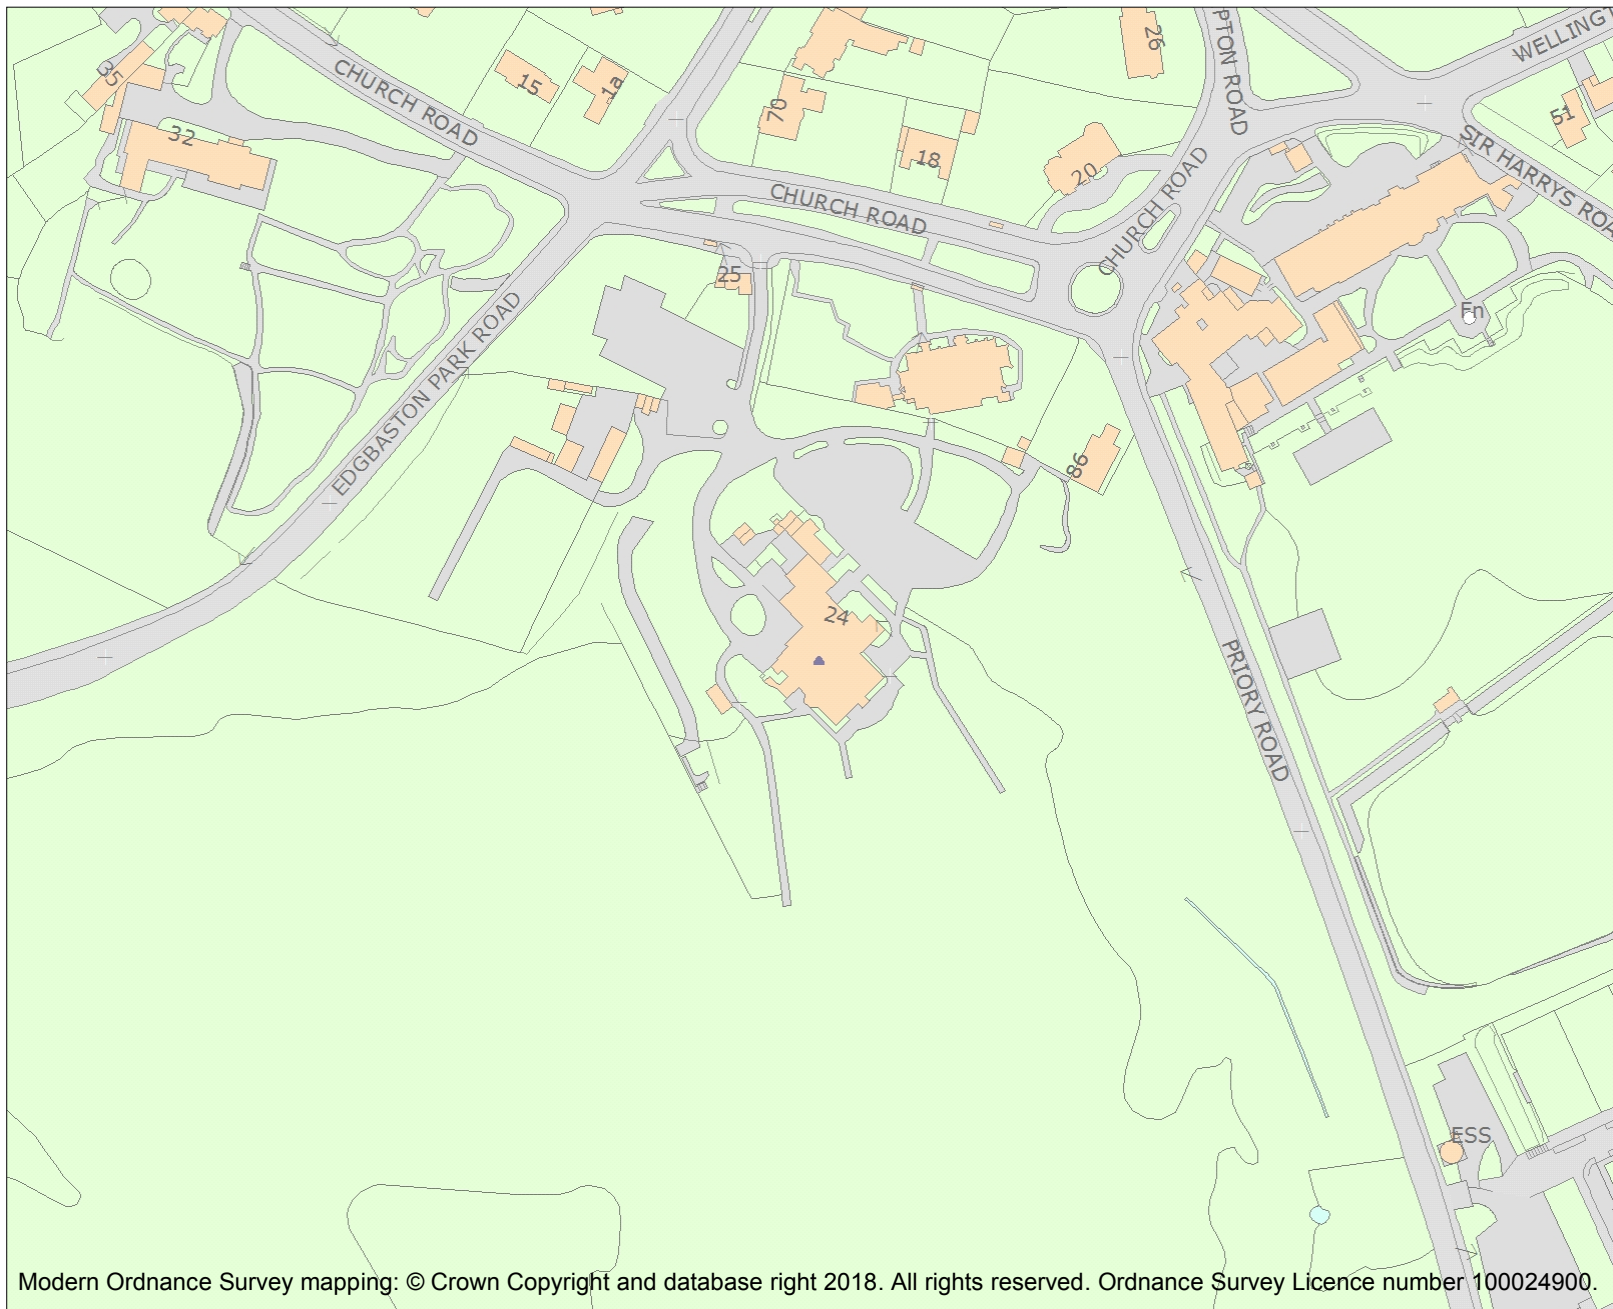 35
32
CHURCH ROAD
15
1a
70
18
26
20
PTON ROAD
WELLINGT
51
SIR HARRYS ROA
CHURCH ROAD
CHURCH ROAD
25
Fn
EDGBASTON PARK ROAD
86
24
PRIORY ROAD
ESS
Modern Ordnance Survey mapping: © Crown Copyright and database right 2018. All rights reserved. Ordnance Survey Licence number 100024900.